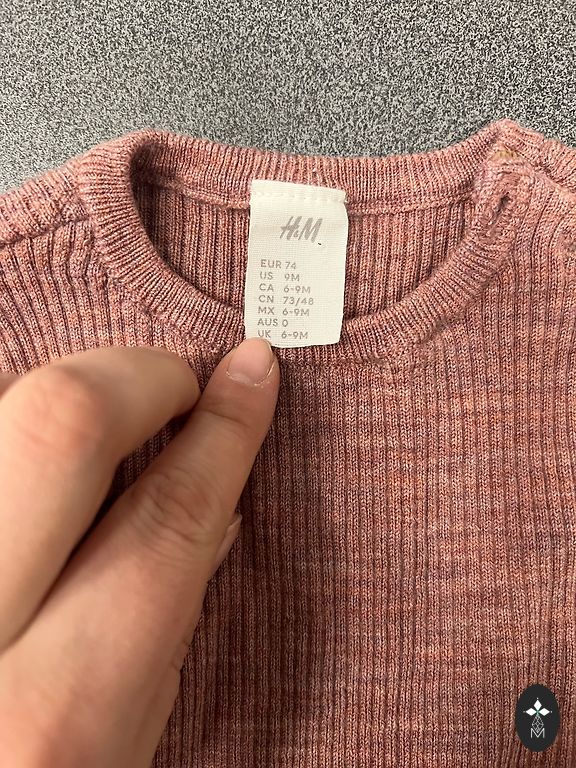 H&M
EUR 74
US 9M
CA 6-9M
CN 73/48
MX 6-9M
AUS 0
UK 6-9M
M